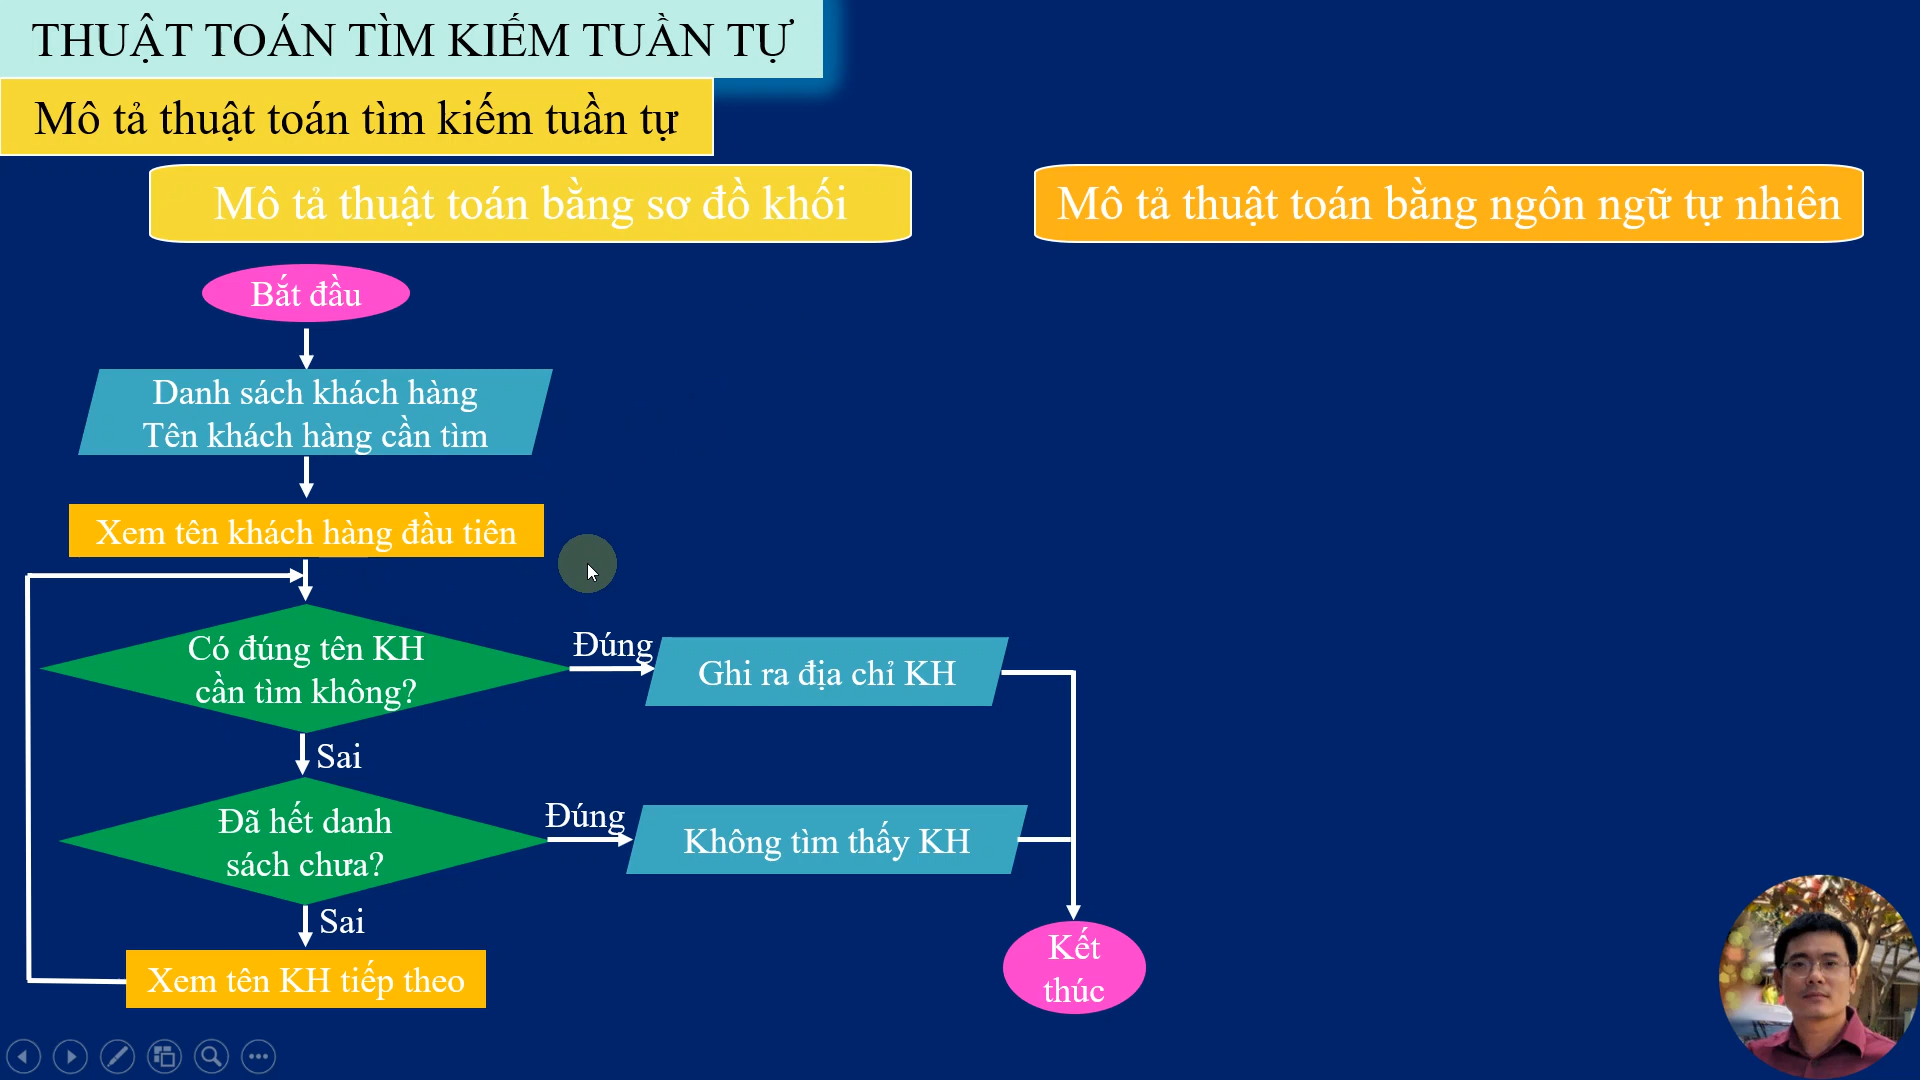 THUẬT TOÁN TÌM KIẾM TUẦN TỰ
Mô tả thuật toán tìm kiếm tuần tự
Mô tả thuật toán bằng sơ đồ khối
Mô tả thuật toán bằng ngôn ngữ tự nhiên
Bắt đầu
Danh sách khách hàng
Tên khách hàng cần tìm
Xem tên khách hàng đầu tiên
Có đúng tên KH
cần tìm không?
Đúng
Ghi ra địa chỉ KH
Sai
Đã hết danh
sách chưa?
Đúng
Không tìm thấy KH
Sai
Xem tên KH tiếp theo
Kết
thúc